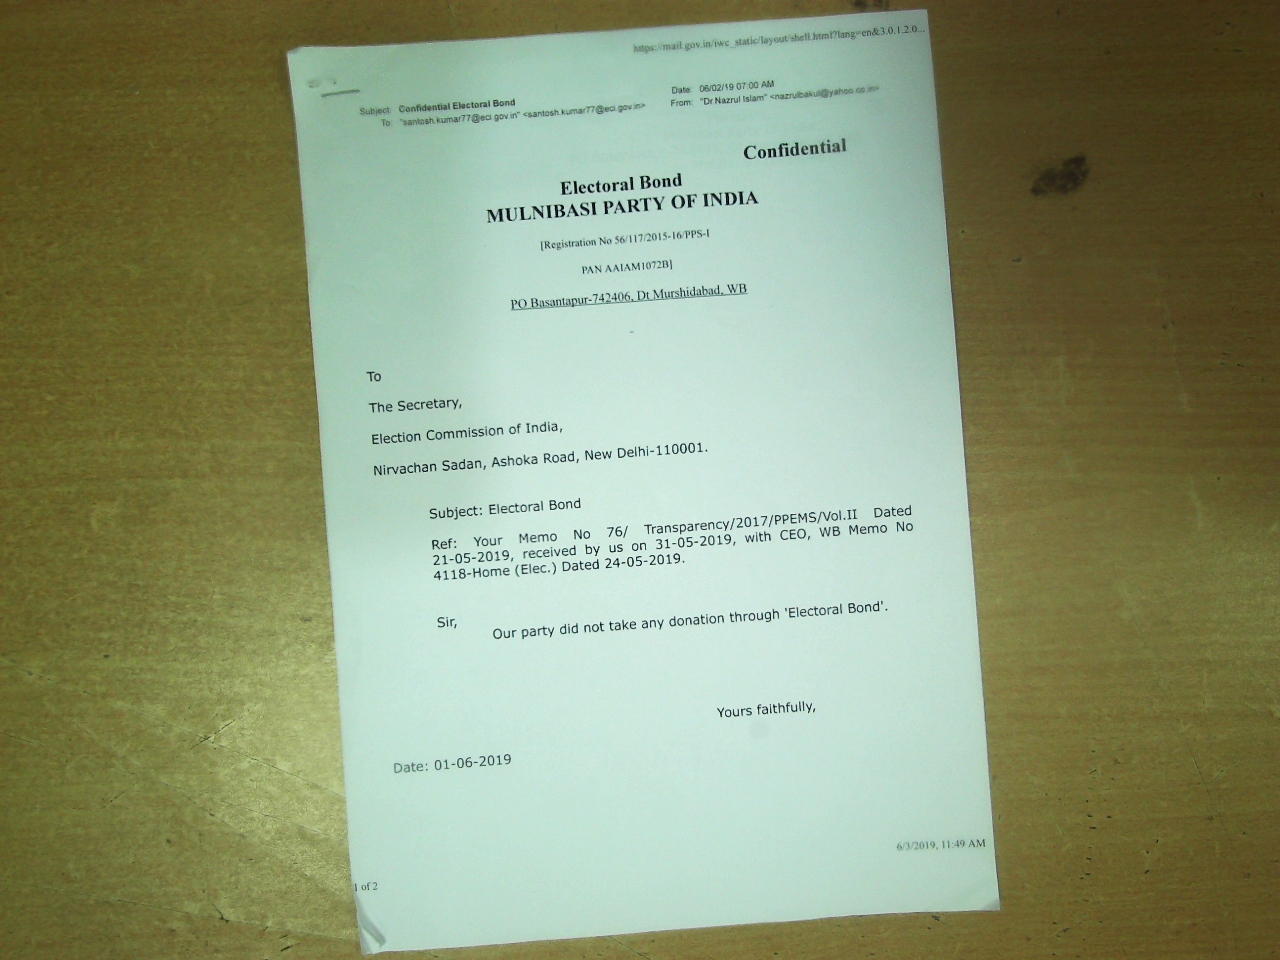 https://mail.gov.in/iwc_static/layout/shell.html?lang=en&3.0.1.2.0...
Subject: Confidential Electoral Bond
To: "santosh.kumar77@eci.gov.in" <santosh.kumar77@eci.gov.in>
Date: 06/02/19 07:00 AM
From: "Dr.Nazrul Islam" <nazrulbakul@yahoo.co.in>
Confidential
Electoral Bond
MULNIBASI PARTY OF INDIA
[Registration No 56/117/2015-16/PPS-I
PAN AAIAM1072B]
PO Basantapur-742406, Dt Murshidabad, WB
To
The Secretary,
Election Commission of India,
Nirvachan Sadan, Ashoka Road, New Delhi-110001.
Subject: Electoral Bond
Ref: Your Memo No 76/ Transparency/2017/PPEMS/Vol.II Dated
21-05-2019, received by us on 31-05-2019, with CEO, WB Memo No
4118-Home (Elec.) Dated 24-05-2019.
Sir,
Our party did not take any donation through 'Electoral Bond'.
Yours faithfully,
Date: 01-06-2019
6/3/2019, 11:49 AM
1 of 2